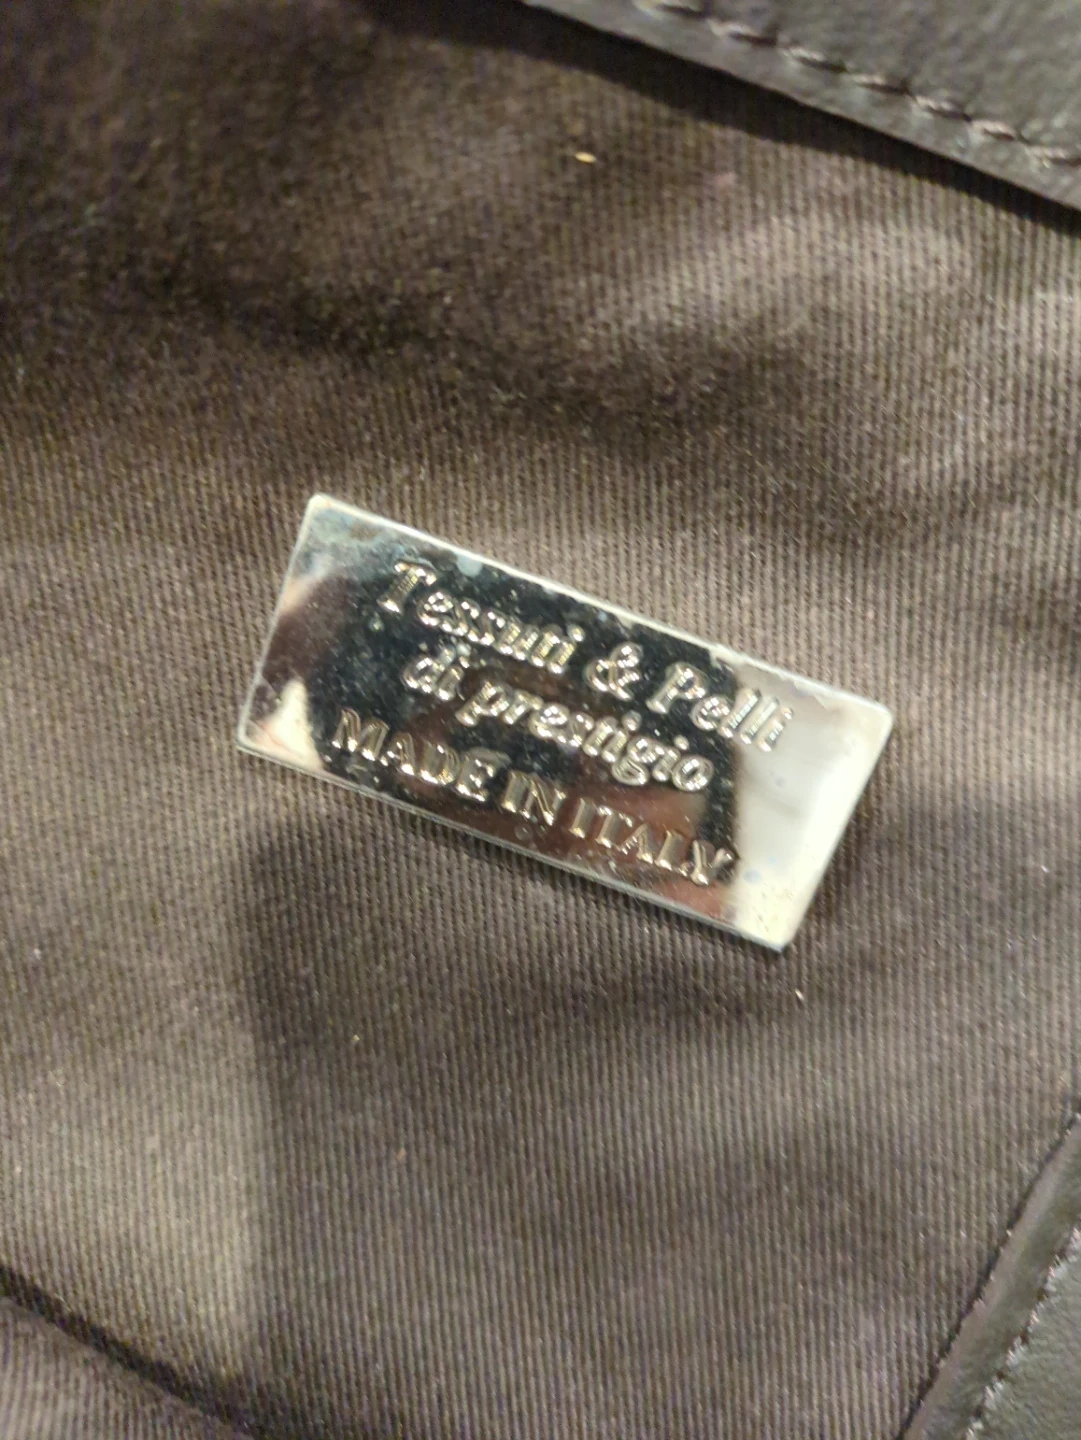 Tessuti & Pelli
di prestigio
MADE IN ITALY